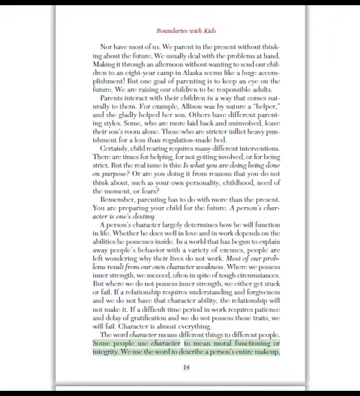 Boundaries with Kids
Nor have most of us. We parent in the present without think-
ing about the future. We usually deal with the problems at hand.
Making it through an afternoon without wanting to send our chil-
dren to an eight-year camp in Alaska seems like a huge accom-
plishment! But one goal of parenting is to keep an eye on the
future. We are raising our children to be responsible adults.
Parents interact with their children in a way that comes nat-
urally to them. For example, Allison was by nature a "helper,"
and she gladly helped her son. Others have different parent-
ing styles. Some, who are more laid back and uninvolved, leave
their son's room alone. Those who are stricter inflict heavy pun-
ishment for a less than regulation-made bed.
Certainly, child rearing requires many different interventions.
There are times for helping, for not getting involved, or for being
strict. But the real issue is this: Is what you are doing being done
on purpose? Or are you doing it from reasons that you do not
think about, such as your own personality, childhood, need of
the moment, or fears?
Remember, parenting has to do with more than the present.
You are preparing your child for the future. A person's char-
acter is one's destiny.
A person's character largely determines how he will function
in life. Whether he does well in love and in work depends on the
abilities he possesses inside. In a world that has begun to explain
away people's behavior with a variety of excuses, people are
left wondering why their lives do not work. Most of our prob-
lems result from our own character weakness. Where we possess
inner strength, we succeed, often in spite of tough circumstances.
But where we do not possess inner strength, we either get stuck
or fail. If a relationship requires understanding and forgiveness
and we do not have that character ability, the relationship will
not make it. If a difficult time period in work requires patience
and delay of gratification and we do not possess those traits, we
will fail. Character is almost everything.
The word character means different things to different people.
Some people use character to mean moral functioning or
integrity. We use the word to describe a person's entire makeup,
14